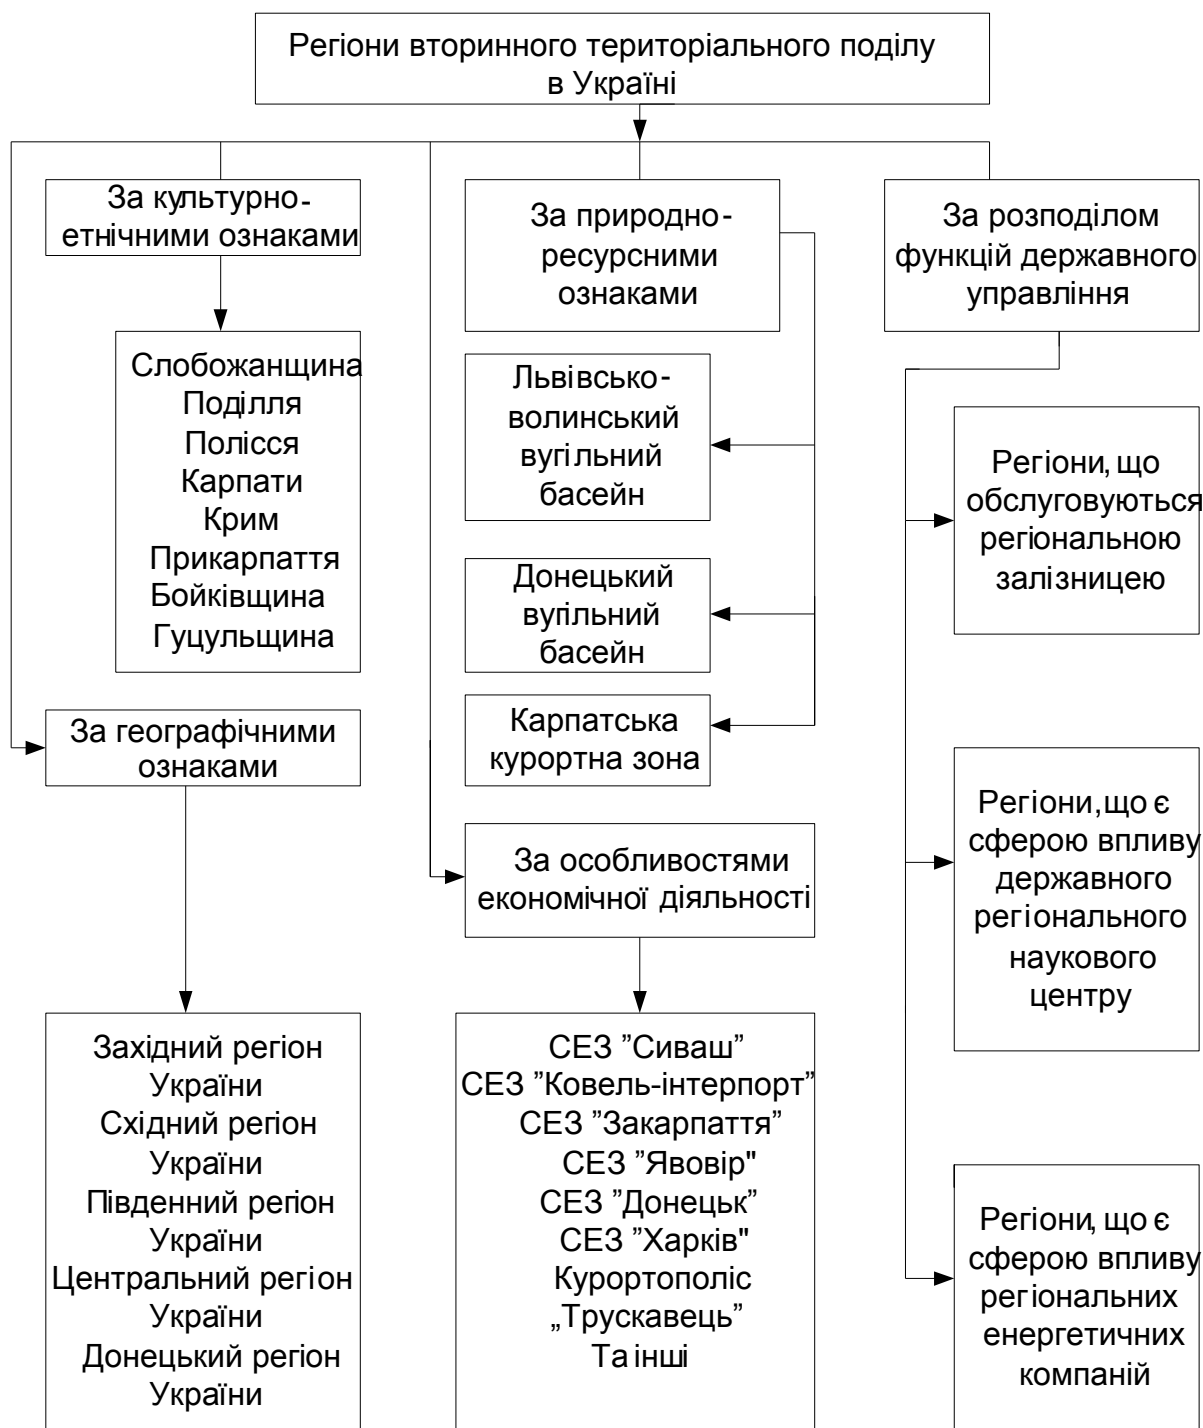 Регіони вторинного територіального поділу
в Україні
За культурно-
етнічними ознаками
Слобожанщина
Поділля
Полісся
Карпати
Крим
Прикарпаття
Бойківщина
Гуцульщина
За географічними
ознаками
Західний регіон
України
Східний регіон
України
Південний регіон
України
Центральний регіон
України
Донецький регіон
України
За природно-
ресурсними
ознаками
Львівсько-
волинський
вугільний
басейн
Донецький
вугільний
басейн
Карпатська
курортна зона
За особливостями
економічної діяльності
СЕЗ ”Сиваш”
СЕЗ ”Ковель-інтерпорт”
СЕЗ ”Закарпаття”
СЕЗ ”Явовір"
СЕЗ ”Донецьк”
СЕЗ ”Харків"
Курортополіс
„Трускавець”
Та інші
За розподілом
функцій державного
управління
Регіони, що
обслуговуються
регіональною
залізницею
Регіони, що є
сферою впливу
державного
регіонального
наукового
центру
Регіони, що є
сферою впливу
регіональних
енергетичних
компаній